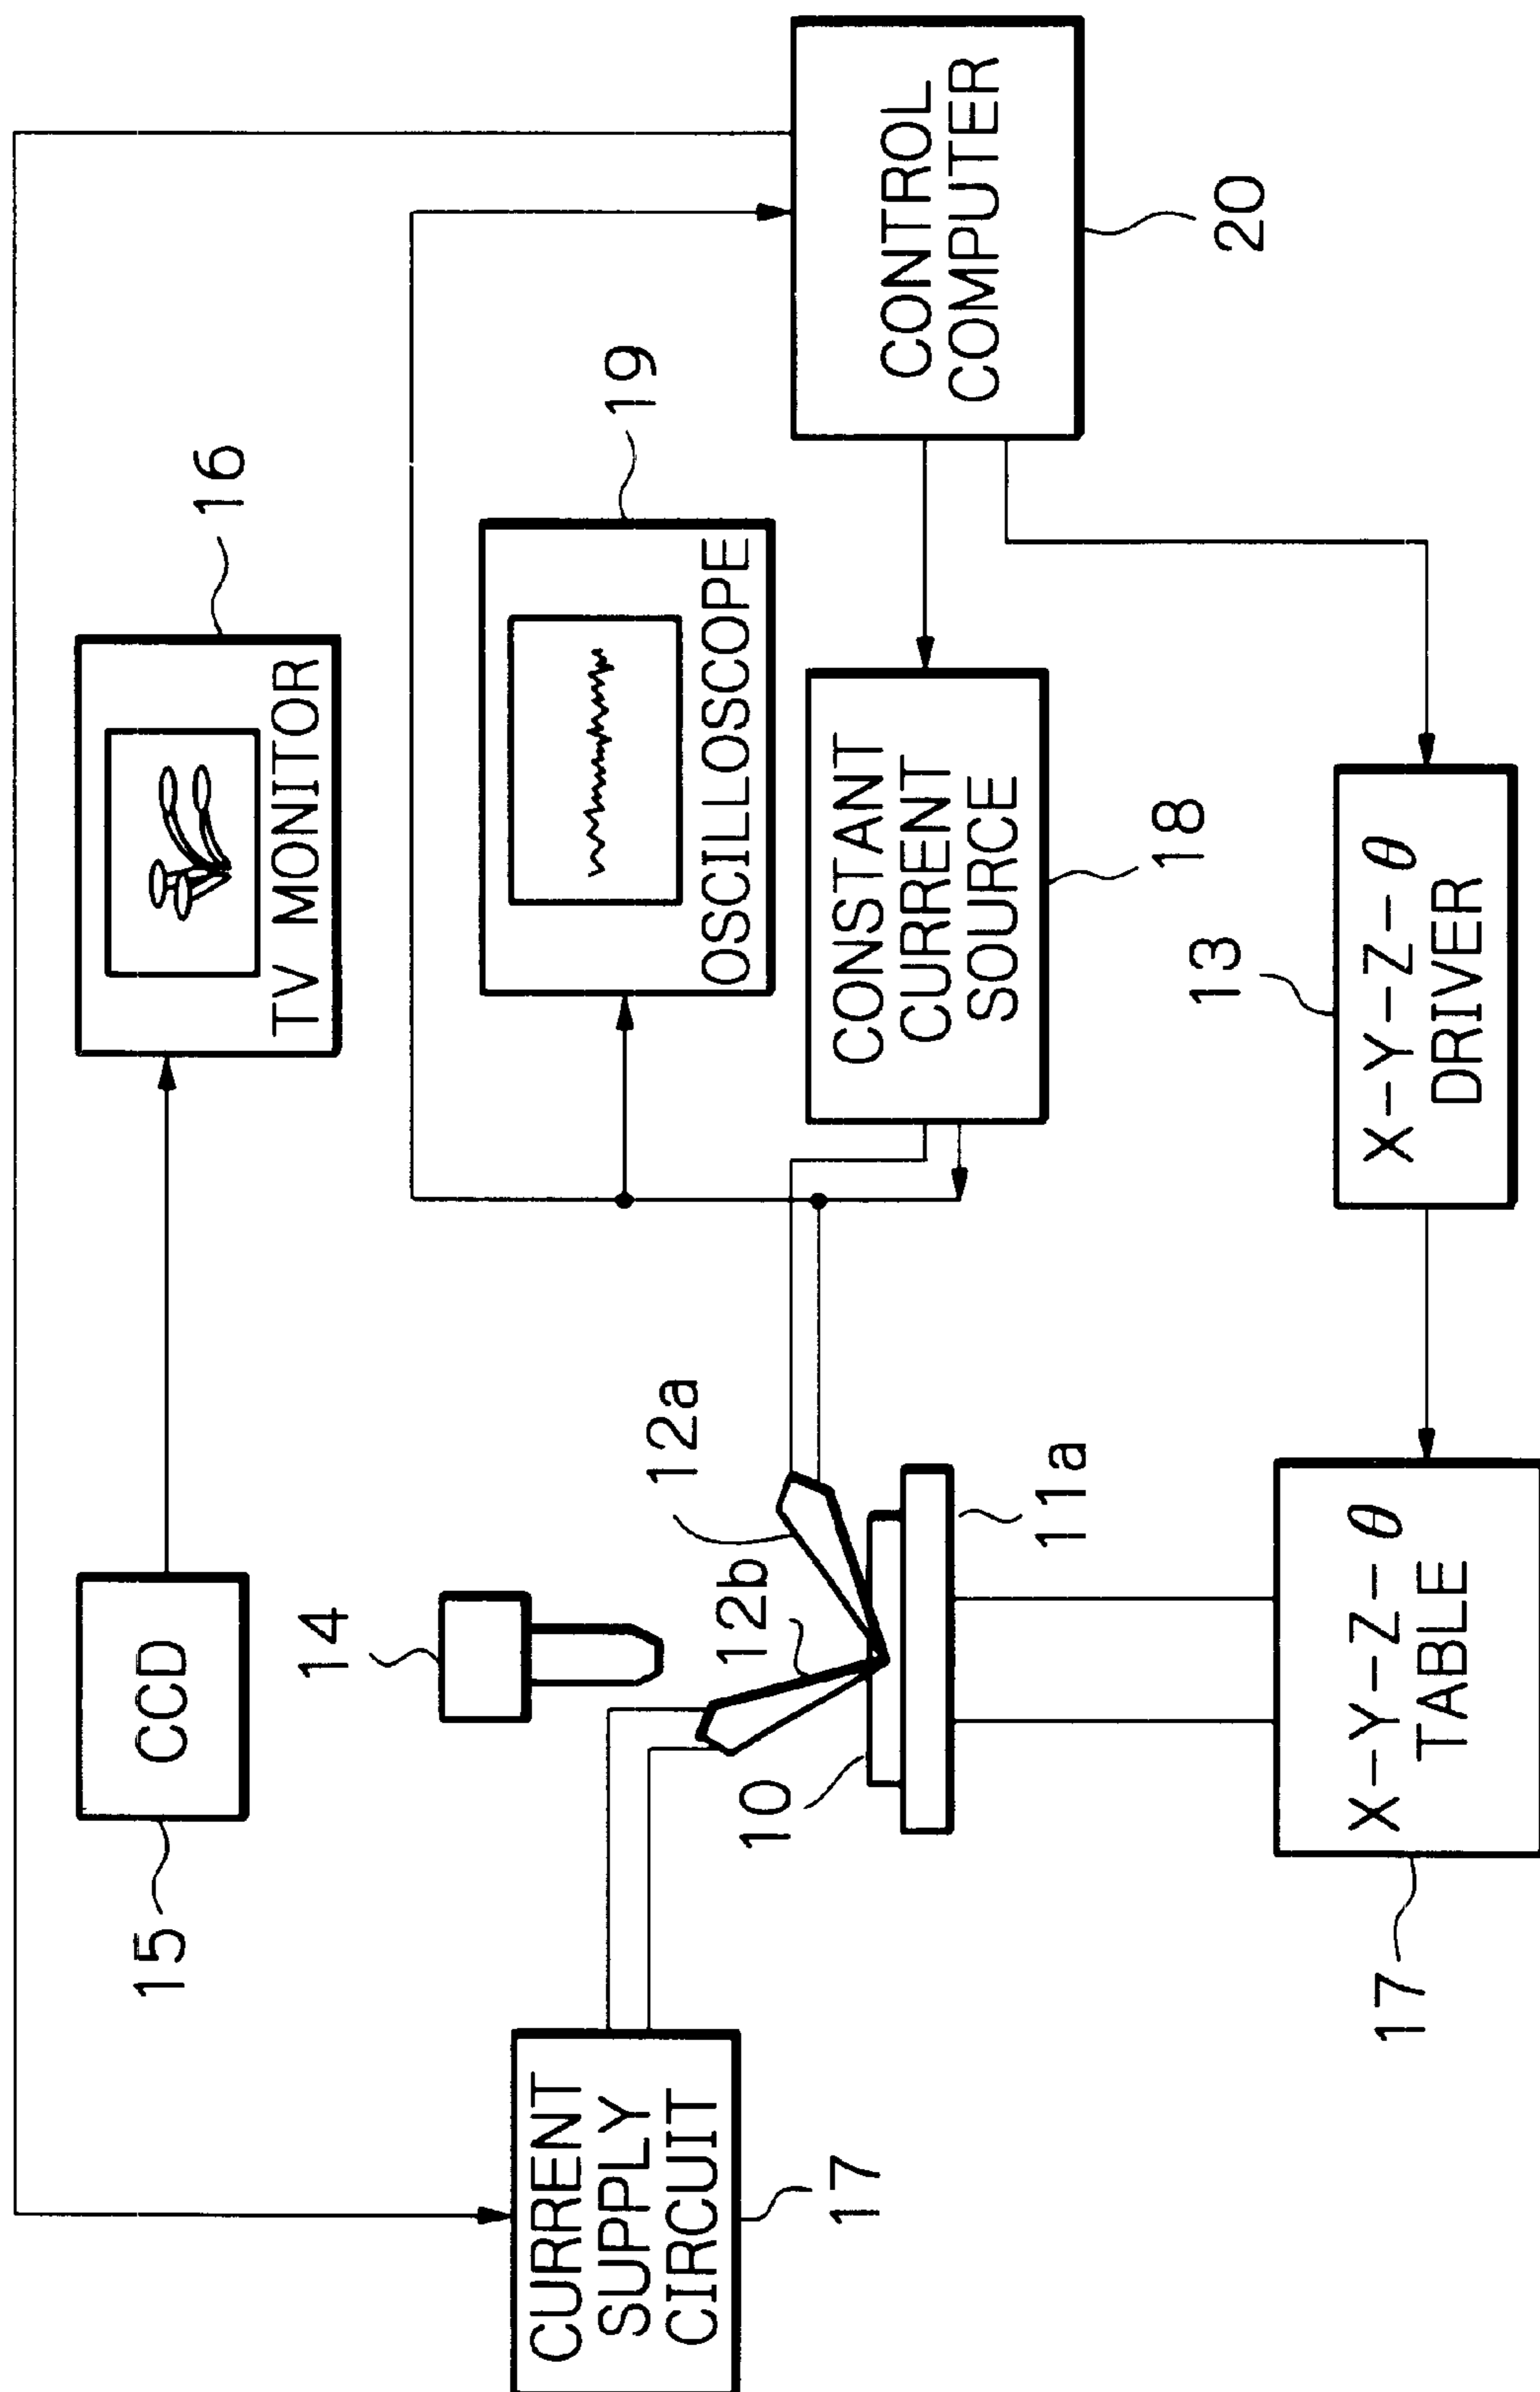 CCD
15
TV MONITOR
16
14
OSCILLOSCOPE
19
CURRENT
SUPPLY
CIRCUIT
17
12b
12a
10
11a
CONSTANT
CURRENT
SOURCE
18
CONTROL
COMPUTER
20
X-Y-Z-θ
TABLE
17
X-Y-Z-θ
DRIVER
13